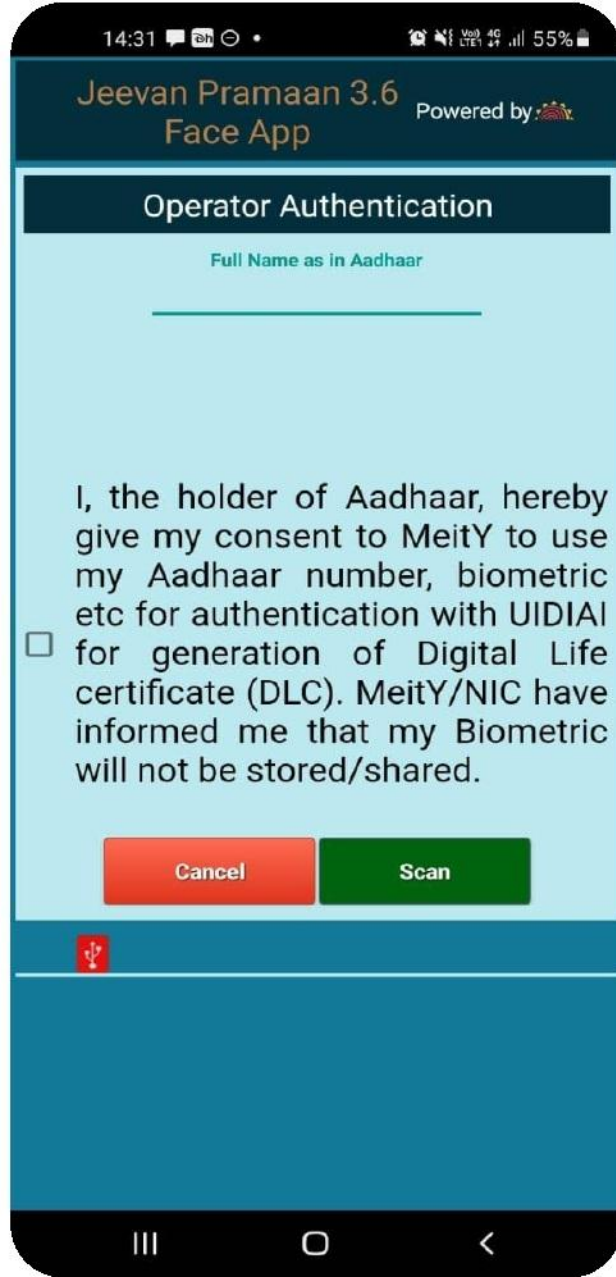 14:31
Voo) 4G
LTE1
55%
Jeevan Pramaan 3.6
Face App
Powered by
Operator Authentication
Full Name as in Aadhaar
I, the holder of Aadhaar, hereby
give my consent to MeitY to use
my Aadhaar number, biometric
etc for authentication with UIDIAI
for generation of Digital Life
certificate (DLC). MeitY/NIC have
informed me that my Biometric
will not be stored/shared.
Cancel
Scan